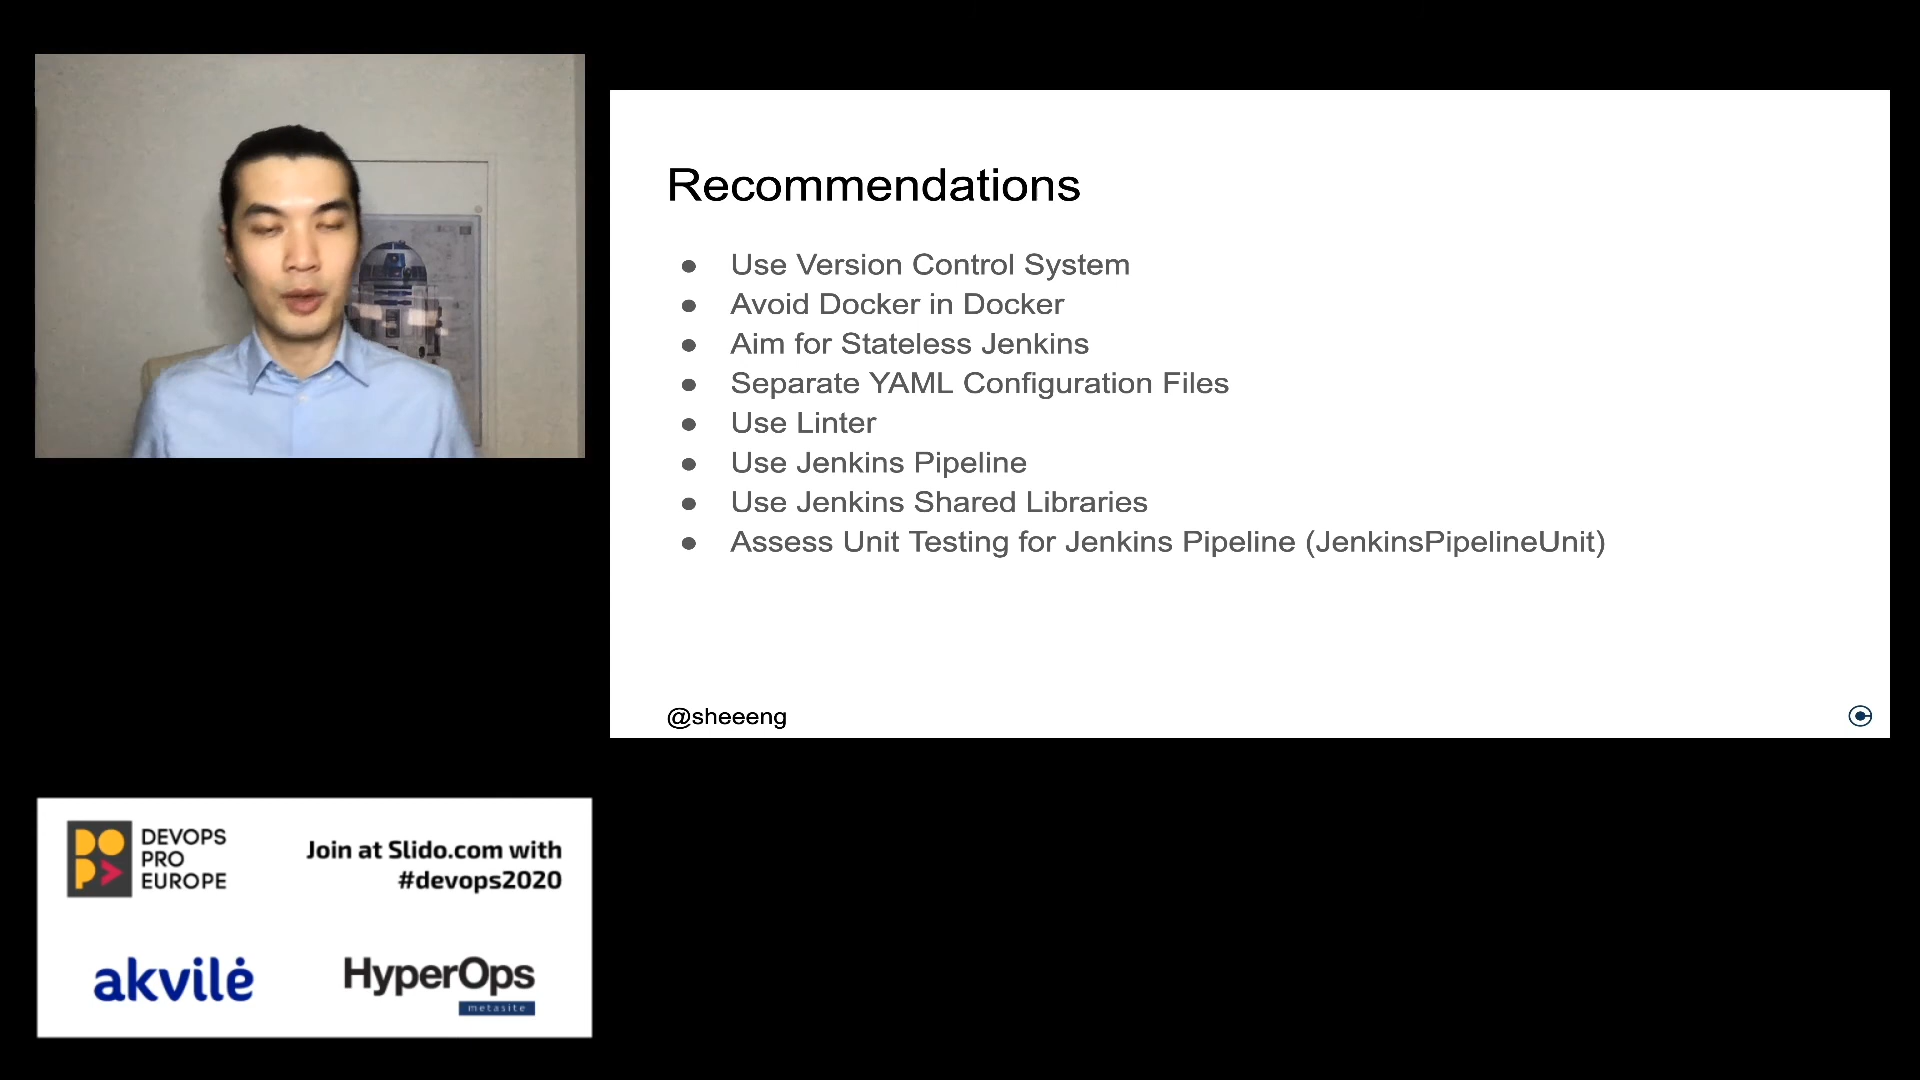 Recommendations
● Use Version Control System
● Avoid Docker in Docker
● Aim for Stateless Jenkins
● Separate YAML Configuration Files
● Use Linter
● Use Jenkins Pipeline
● Use Jenkins Shared Libraries
● Assess Unit Testing for Jenkins Pipeline (JenkinsPipelineUnit)
@sheeeng
DEVOPS
PRO
EUROPE
Join at Slido.com with
#devops2020
akvilė
HyperOps
metasite